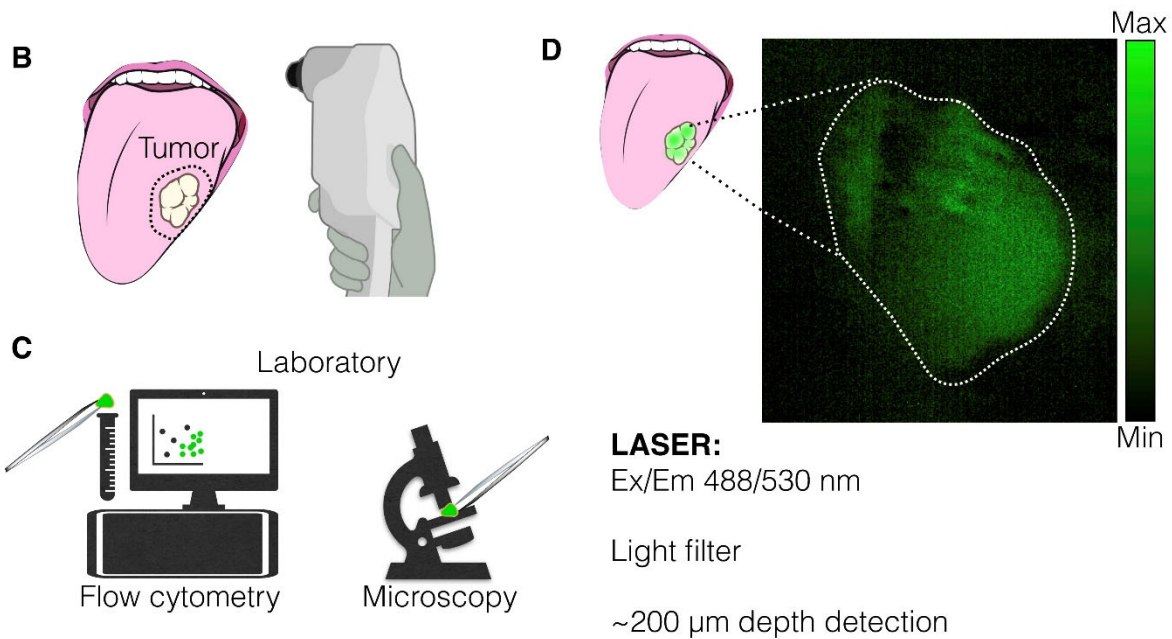 B
Tumor
C
Laboratory
Flow cytometry
Microscopy
D
Max
Min
LASER:
Ex/Em 488/530 nm
Light filter
~200 µm depth detection